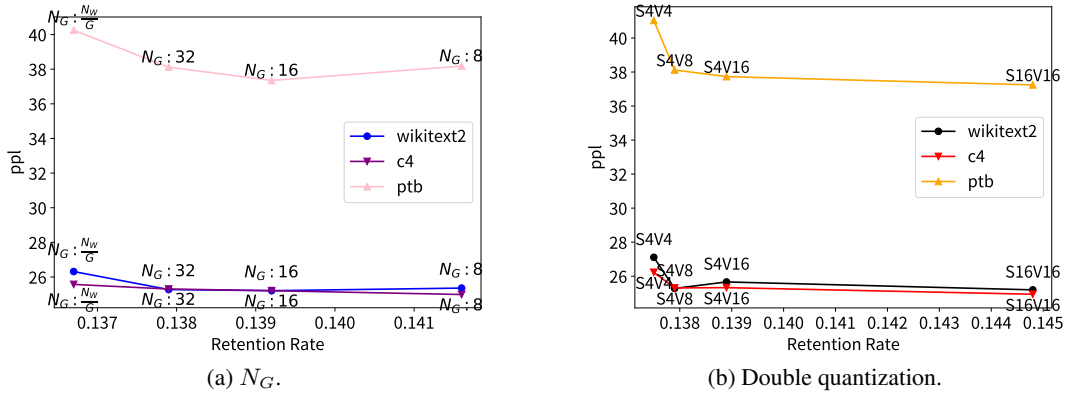 N_G : N_W/G
N_G : 32
N_G : 16
N_G : 8
N_G : N_W/G
N_G : 32
N_G : 16
N_G : 8
N_G : N_W/G
N_G : 32
N_G : 16
N_G : 8
40
38
36
34
32
30
28
26
ppl
wikitext2
c4
ptb
0.137
0.138
0.139
0.140
0.141
Retention Rate
(a) N_G.
S4V4
S4V8
S4V16
S16V16
S4V4
S4V8
S4V16
S16V16
S4V4
S4V8
S4V16
S16V16
40
38
36
34
32
30
28
26
ppl
wikitext2
c4
ptb
0.138
0.139
0.140
0.141
0.142
0.143
0.144
0.145
Retention Rate
(b) Double quantization.